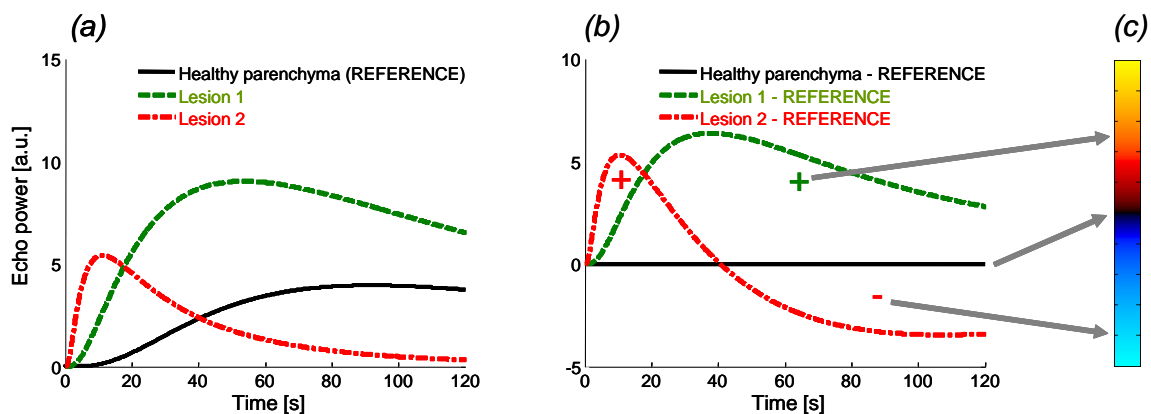 (a)
15
10
5
0
Echo power [a.u.]
Healthy parenchyma (REFERENCE)
Lesion 1
Lesion 2
0 20 40 60 80 100 120
Time [s]
(b)
10
5
0
-5
Healthy parenchyma - REFERENCE
Lesion 1 - REFERENCE
Lesion 2 - REFERENCE
+ +
-
0 20 40 60 80 100 120
Time [s]
(c)